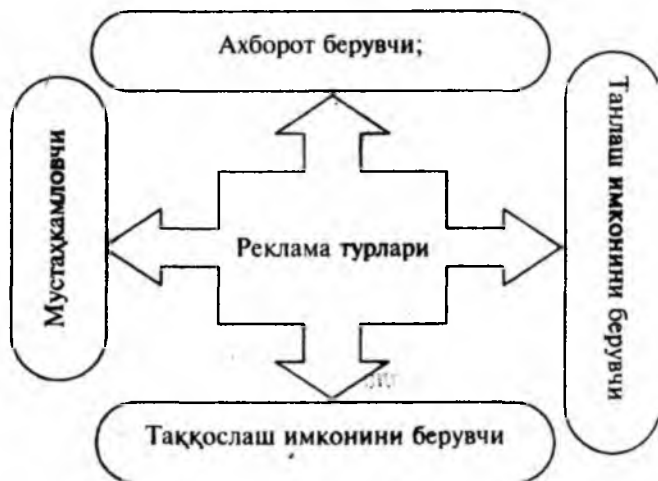 Ахборот берувчи;
Мустаҳкамловчи
Реклама турлари
Танлаш имконини берувчи
Таққослаш имконини берувчи